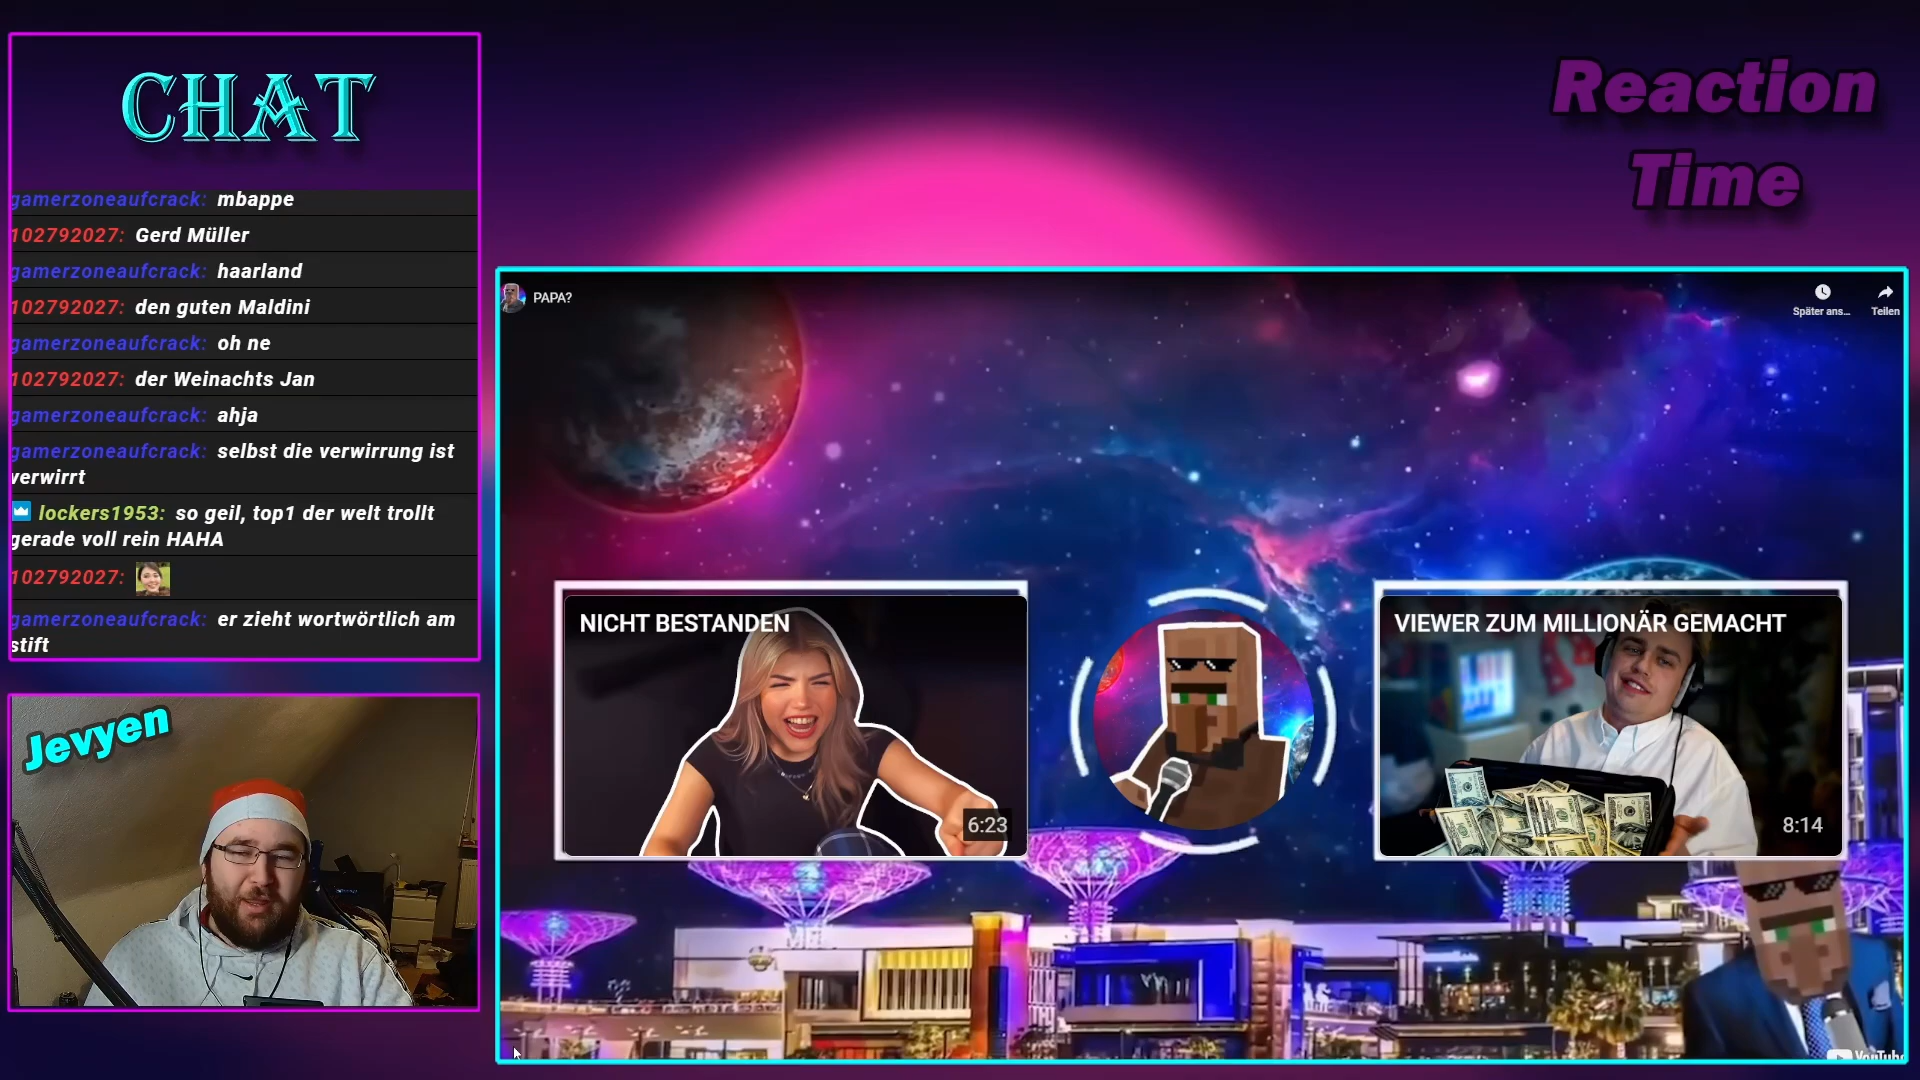 CHAT
gamerzoneaufcrack: mbappe
102792027: Gerd Müller
gamerzoneaufcrack: haarland
102792027: den guten Maldini
gamerzoneaufcrack: oh ne
102792027: der Weinachts Jan
gamerzoneaufcrack: ahja
gamerzoneaufcrack: selbst die verwirrung ist
verwirrt
lockers1953: so geil, top1 der welt trollt
gerade voll rein HAHA
102792027:
gamerzoneaufcrack: er zieht wortwörtlich am
stift
Jevyen
Reaction
Time
PAPA?
Später ans...
Teilen
NICHT BESTANDEN
6:23
VIEWER ZUM MILLIONÄR GEMACHT
8:14
YouTube